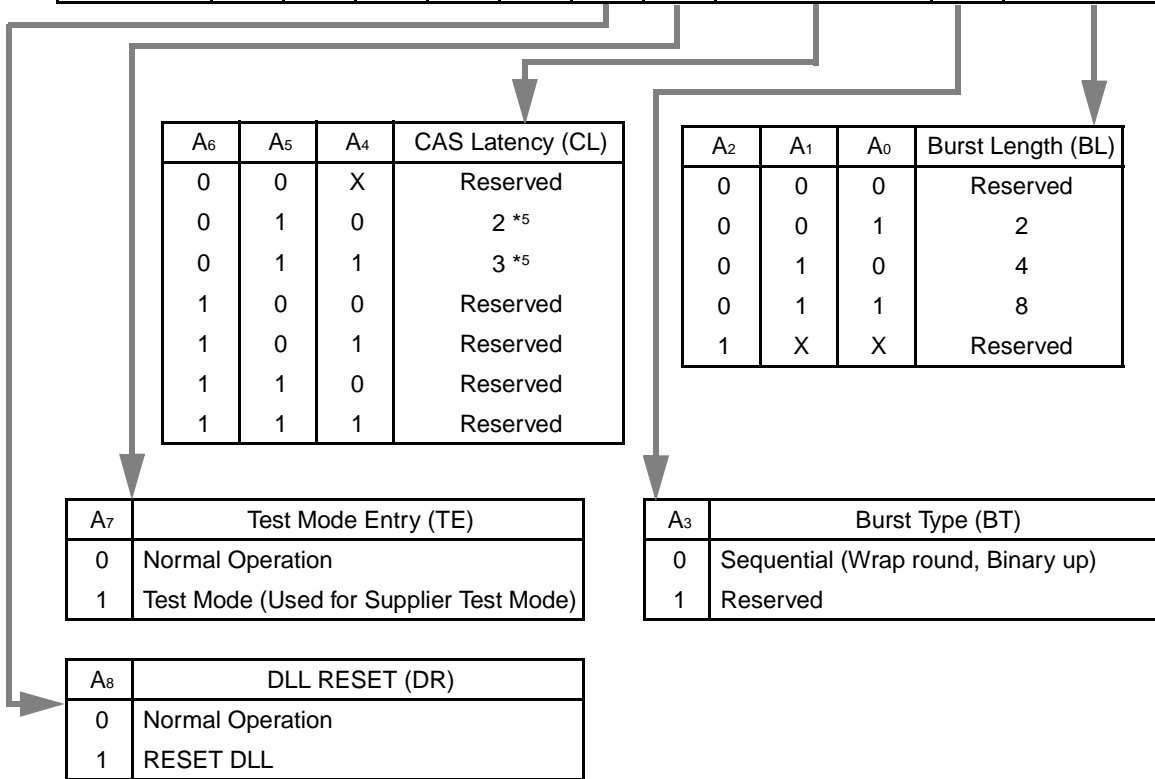 A6 A5 A4 CAS Latency (CL)
0 0 X Reserved
0 1 0 2 *5
0 1 1 3 *5
1 0 0 Reserved
1 0 1 Reserved
1 1 0 Reserved
1 1 1 Reserved
A2 A1 A0 Burst Length (BL)
0 0 0 Reserved
0 0 1 2
0 1 0 4
0 1 1 8
1 X X Reserved
A7 Test Mode Entry (TE)
0 Normal Operation
1 Test Mode (Used for Supplier Test Mode)
A3 Burst Type (BT)
0 Sequential (Wrap round, Binary up)
1 Reserved
A8 DLL RESET (DR)
0 Normal Operation
1 RESET DLL